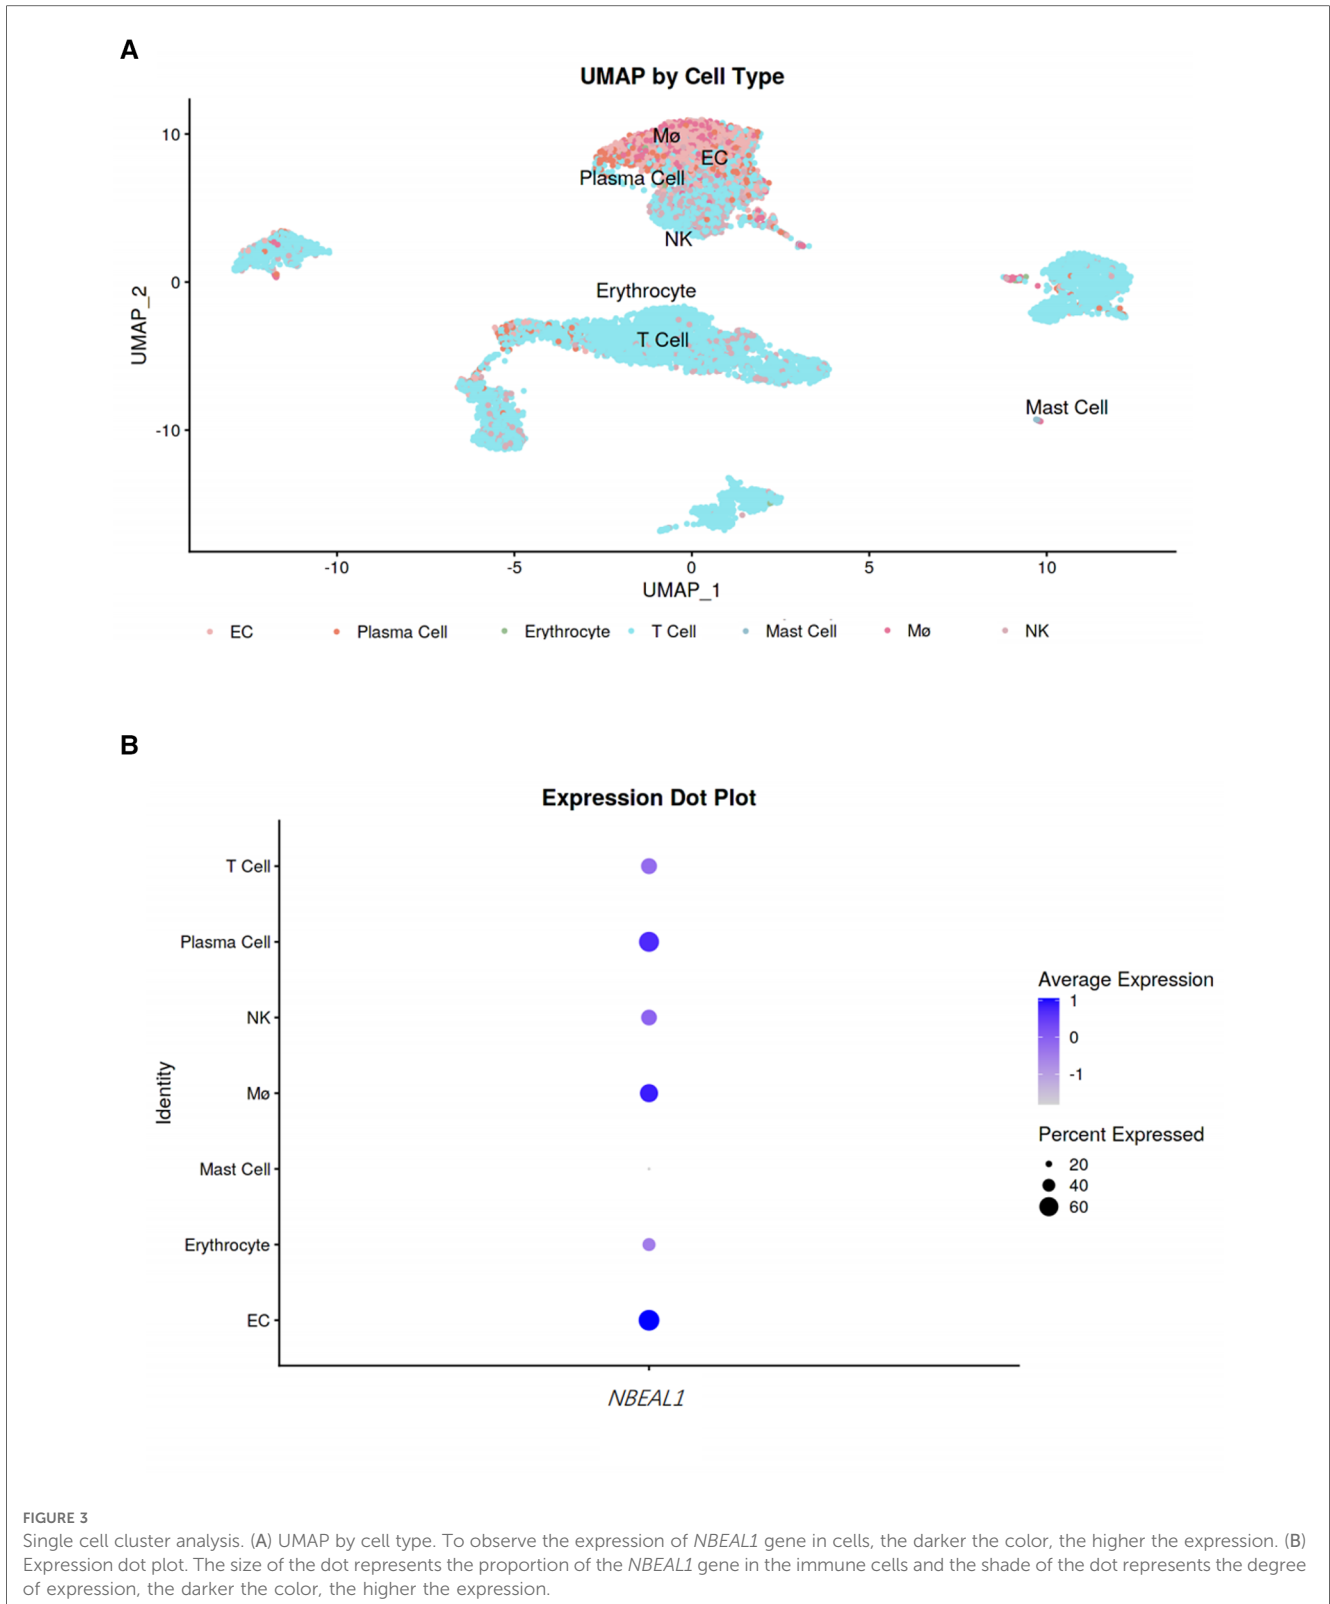 A
UMAP by Cell Type
10
0
-10
UMAP_2
Mø
EC
Plasma Cell
NK
Erythrocyte
T Cell
Mast Cell
-10 -5 0 5 10
UMAP_1
EC Plasma Cell Erythrocyte T Cell Mast Cell Mø NK
B
Expression Dot Plot
T Cell
Plasma Cell
NK
Mø
Mast Cell
Erythrocyte
EC
Identity
NBEAL1
Average Expression
1
0
-1
Percent Expressed
20
40
60
FIGURE 3
Single cell cluster analysis. (A) UMAP by cell type. To observe the expression of NBEAL1 gene in cells, the darker the color, the higher the expression. (B)
Expression dot plot. The size of the dot represents the proportion of the NBEAL1 gene in the immune cells and the shade of the dot represents the degree
of expression, the darker the color, the higher the expression.